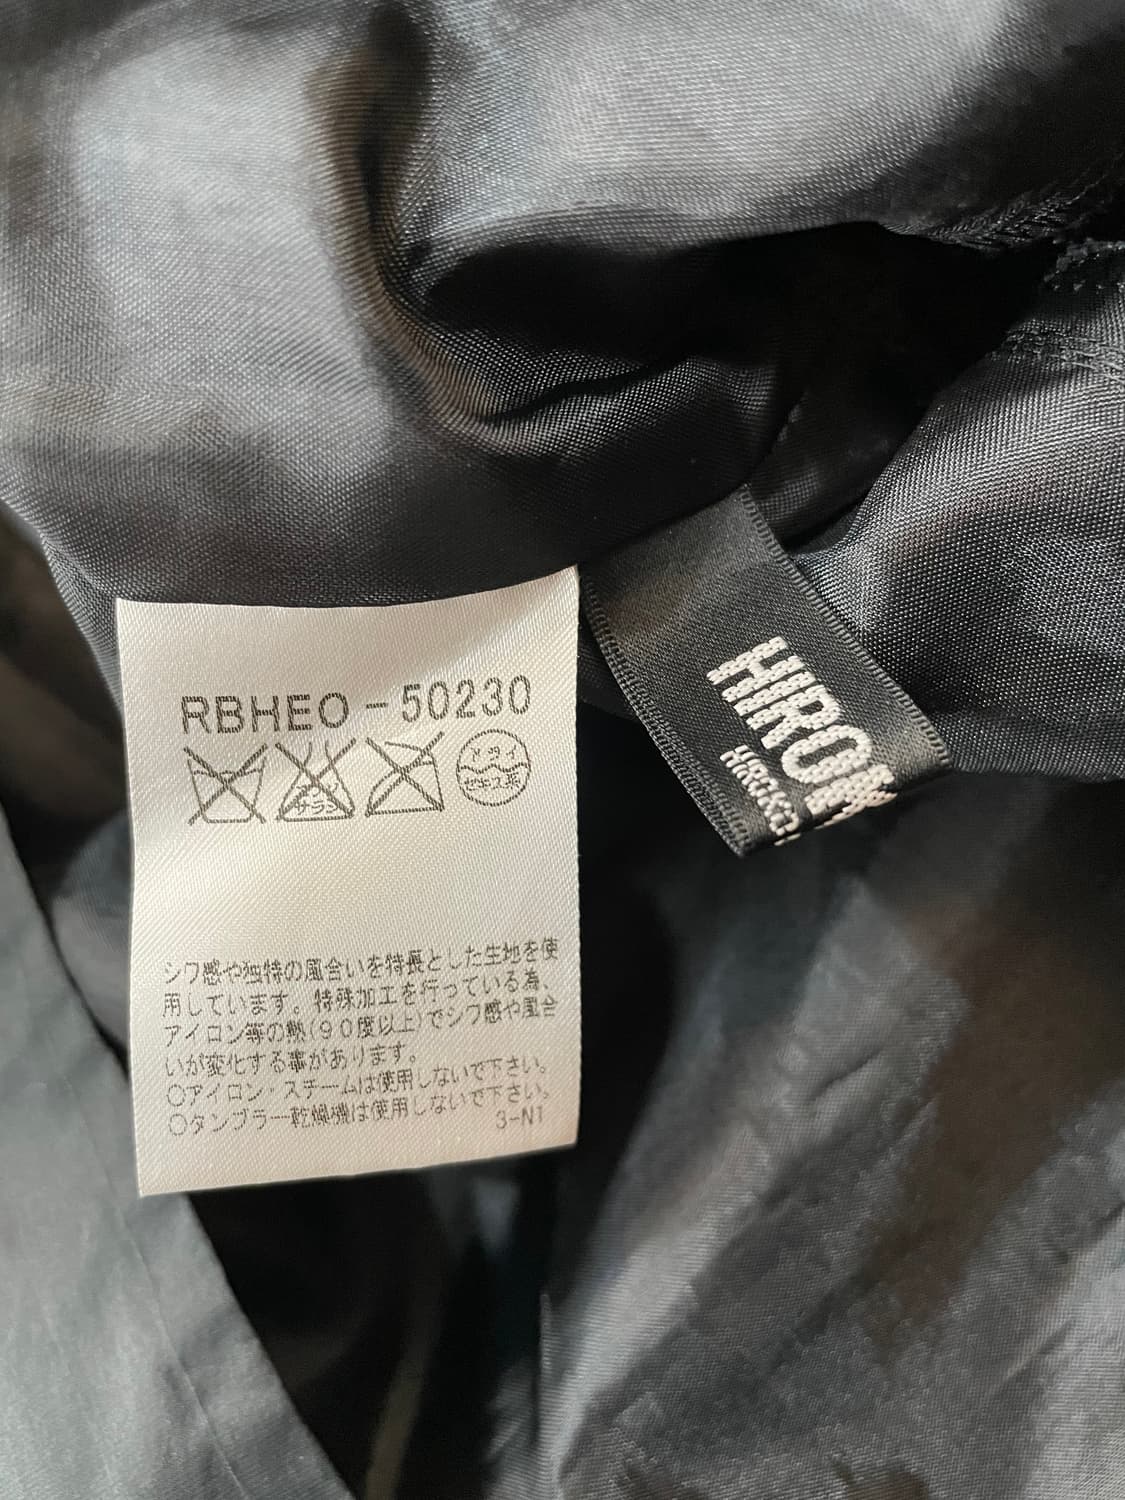 RBHEO-50230
サラシ
ドライ
セキユ系
シワ感や独特の風合いを特長とした生地を使
用しています。特殊加工を行っている為、
アイロン等の熱(90度以上)でシワ感や風合
いが変化する事があります。
○アイロン・スチームは使用しないで下さい。
○タンブラー乾燥機は使用しないで下さい。
3-N1
HIROK
HIROKO